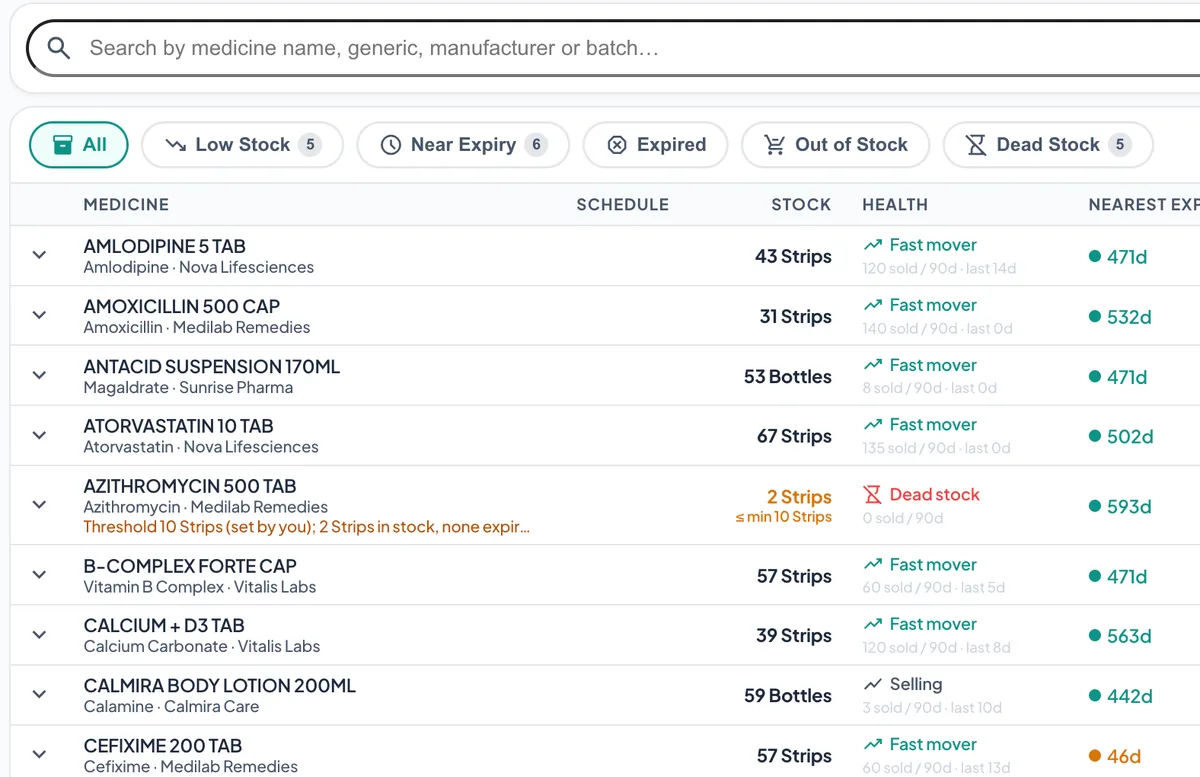 Search by medicine name, generic, manufacturer or batch…
All
Low Stock 5
Near Expiry 6
Expired
Out of Stock
Dead Stock 5
MEDICINE SCHEDULE STOCK HEALTH NEAREST EXP
AMLODIPINE 5 TAB
Amlodipine · Nova Lifesciences
43 Strips
Fast mover
120 sold / 90d · last 14d
471d
AMOXICILLIN 500 CAP
Amoxicillin · Medilab Remedies
31 Strips
Fast mover
140 sold / 90d · last 0d
532d
ANTACID SUSPENSION 170ML
Magaldrate · Sunrise Pharma
53 Bottles
Fast mover
8 sold / 90d · last 0d
471d
ATORVASTATIN 10 TAB
Atorvastatin · Nova Lifesciences
67 Strips
Fast mover
135 sold / 90d · last 0d
502d
AZITHROMYCIN 500 TAB
Azithromycin · Medilab Remedies
Threshold 10 Strips (set by you); 2 Strips in stock, none expir…
2 Strips
≤ min 10 Strips
Dead stock
0 sold / 90d
593d
B-COMPLEX FORTE CAP
Vitamin B Complex · Vitalis Labs
57 Strips
Fast mover
60 sold / 90d · last 5d
471d
CALCIUM + D3 TAB
Calcium Carbonate · Vitalis Labs
39 Strips
Fast mover
120 sold / 90d · last 8d
563d
CALMIRA BODY LOTION 200ML
Calamine · Calmira Care
59 Bottles
Selling
3 sold / 90d · last 10d
442d
CEFIXIME 200 TAB
Cefixime · Medilab Remedies
57 Strips
Fast mover
60 sold / 90d · last 13d
46d